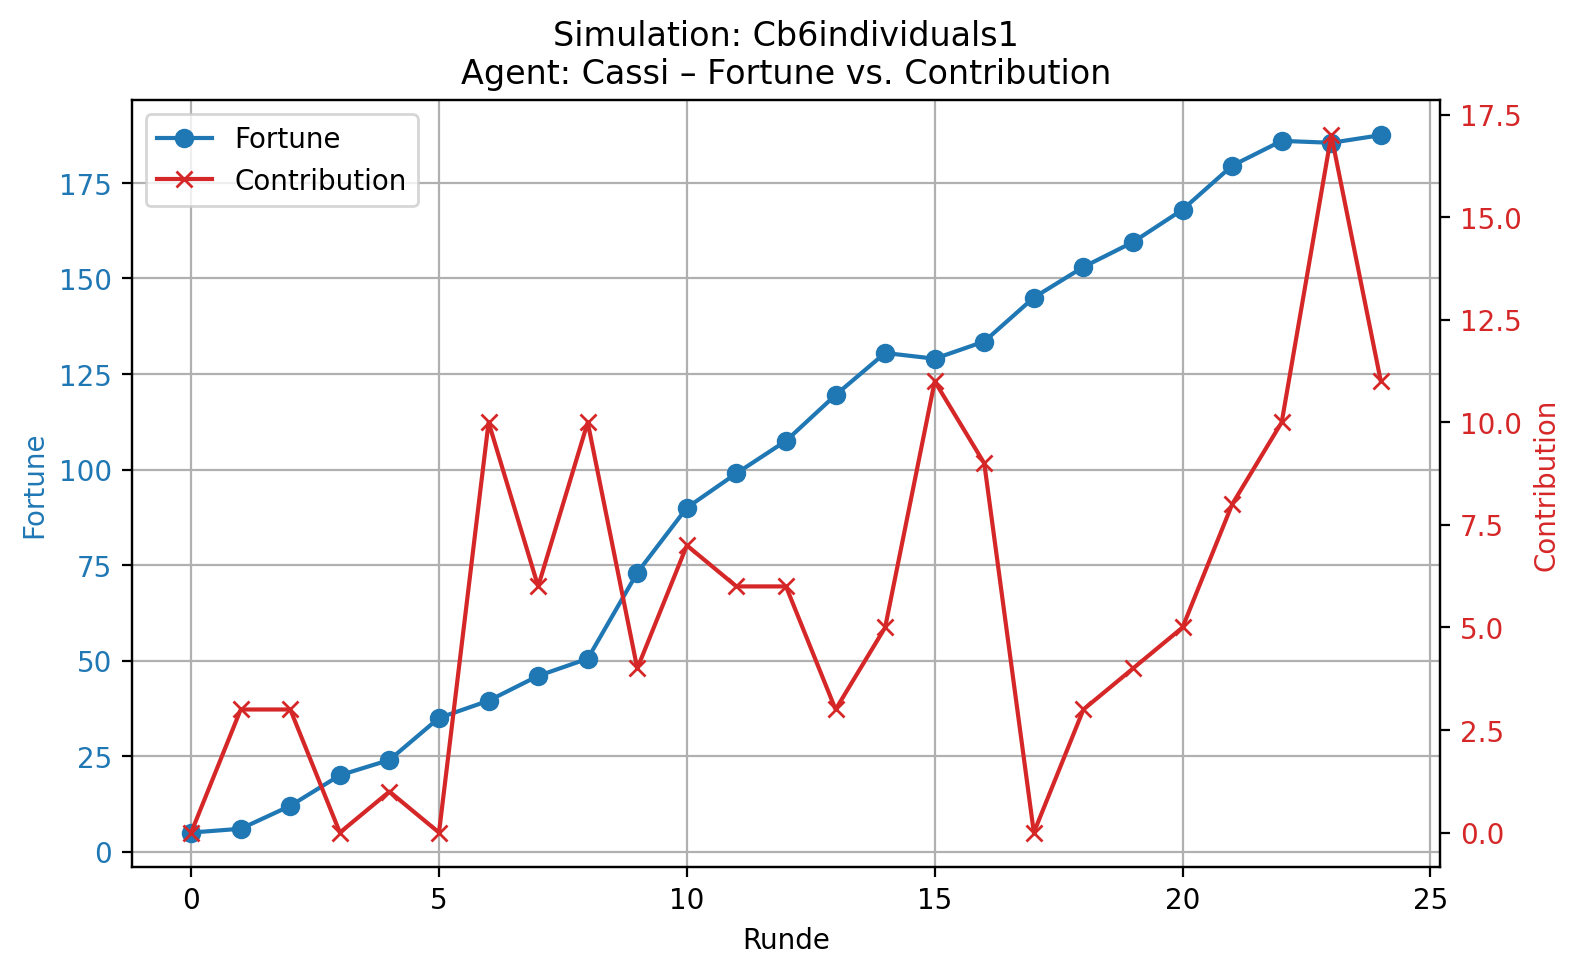 Simulation: Cb6individuals1
Agent: Cassi – Fortune vs. Contribution
Fortune
Contribution
175
150
125
100
75
50
25
0
Fortune
17.5
15.0
12.5
10.0
7.5
5.0
2.5
0.0
Contribution
0 5 10 15 20 25
Runde